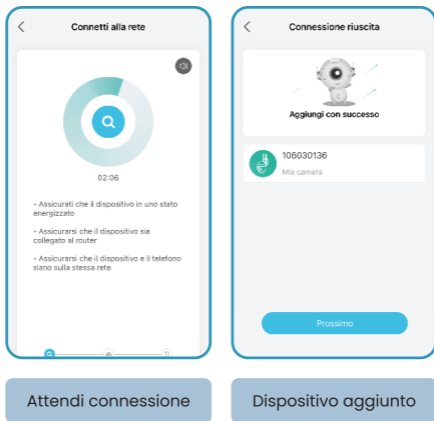 Connetti alla rete
02:06
- Assicurati che il dispositivo in uno stato
energizzato
- Assicurarsi che il dispositivo sia
collegato al router
- Assicurarsi che il dispositivo e il telefono
siano sulla stessa rete
Attendi connessione
Connessione riuscita
Aggiungi con successo
106030136
Mia camera
Prossimo
Dispositivo aggiunto